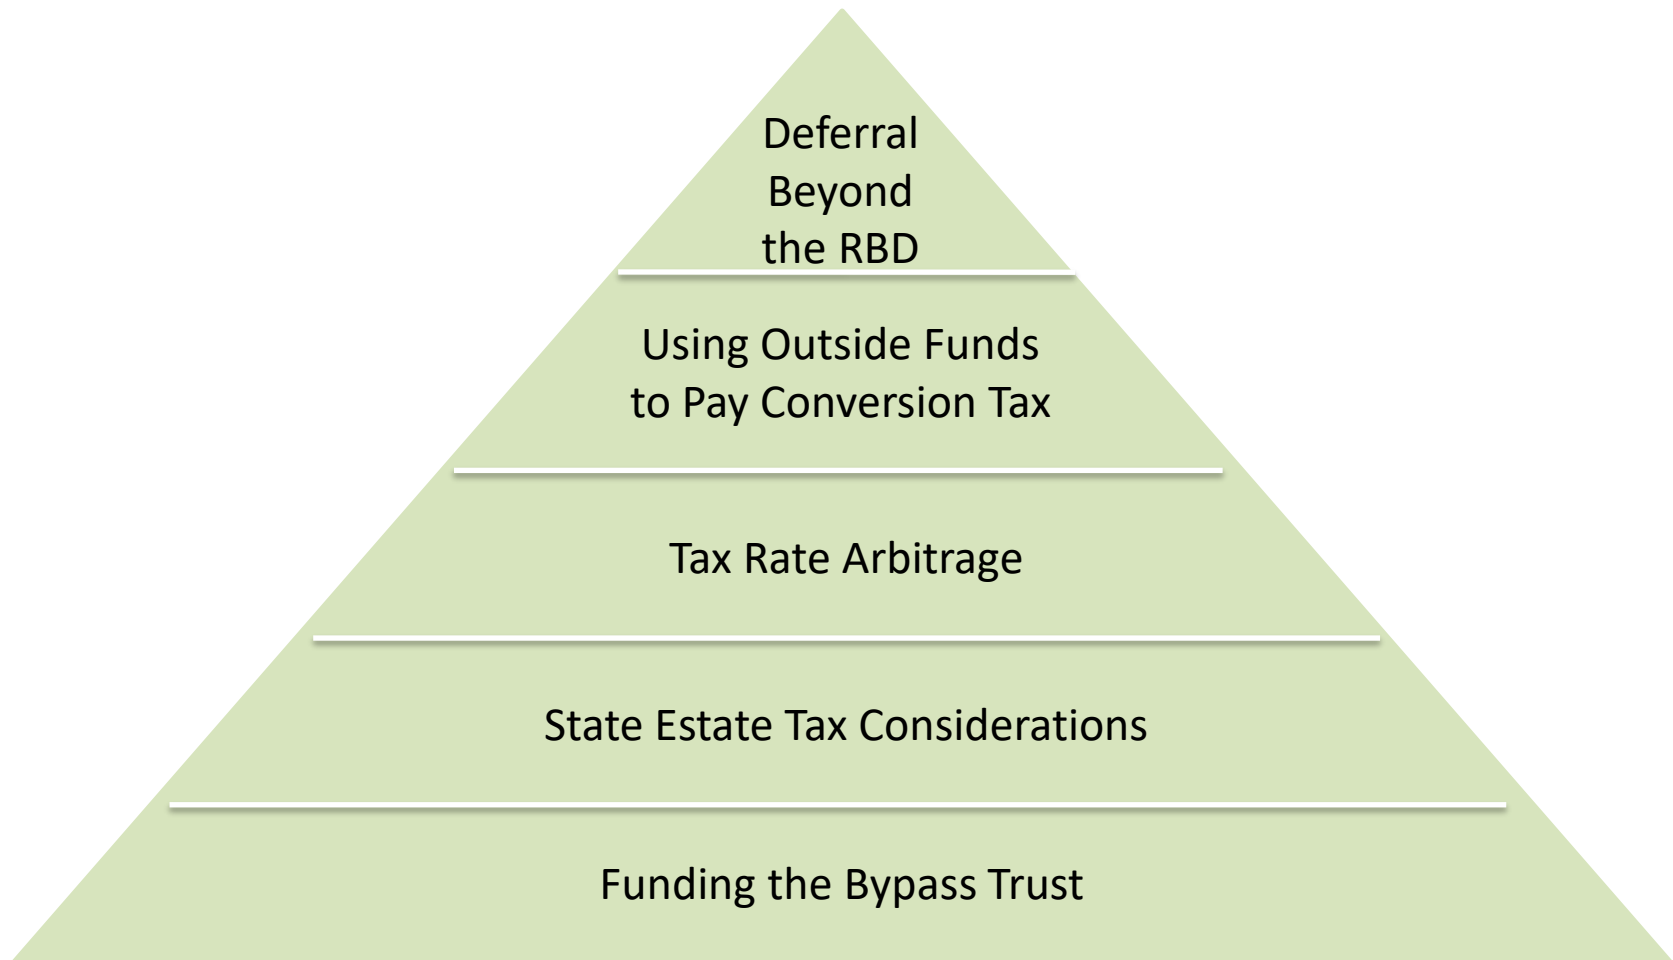 Deferral
Beyond
the RBD
Using Outside Funds
to Pay Conversion Tax
Tax Rate Arbitrage
State Estate Tax Considerations
Funding the Bypass Trust